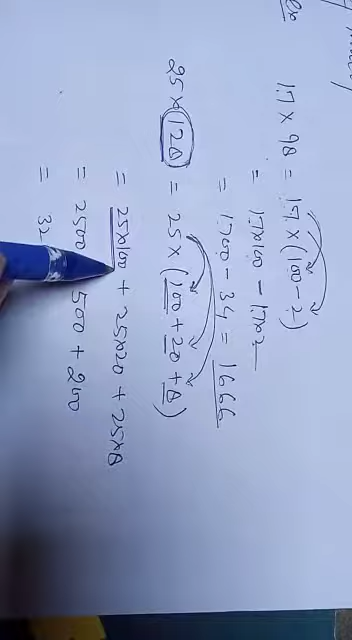 17 × 98 = 17 × (100 - 2)
= 17×100 - 17×2
= 1700 - 34 = 1666
25 × 128 = 25 × (100 + 20 + 8)
= 25×100 + 25×20 + 25×8
= 2500 500 + 200
= 32